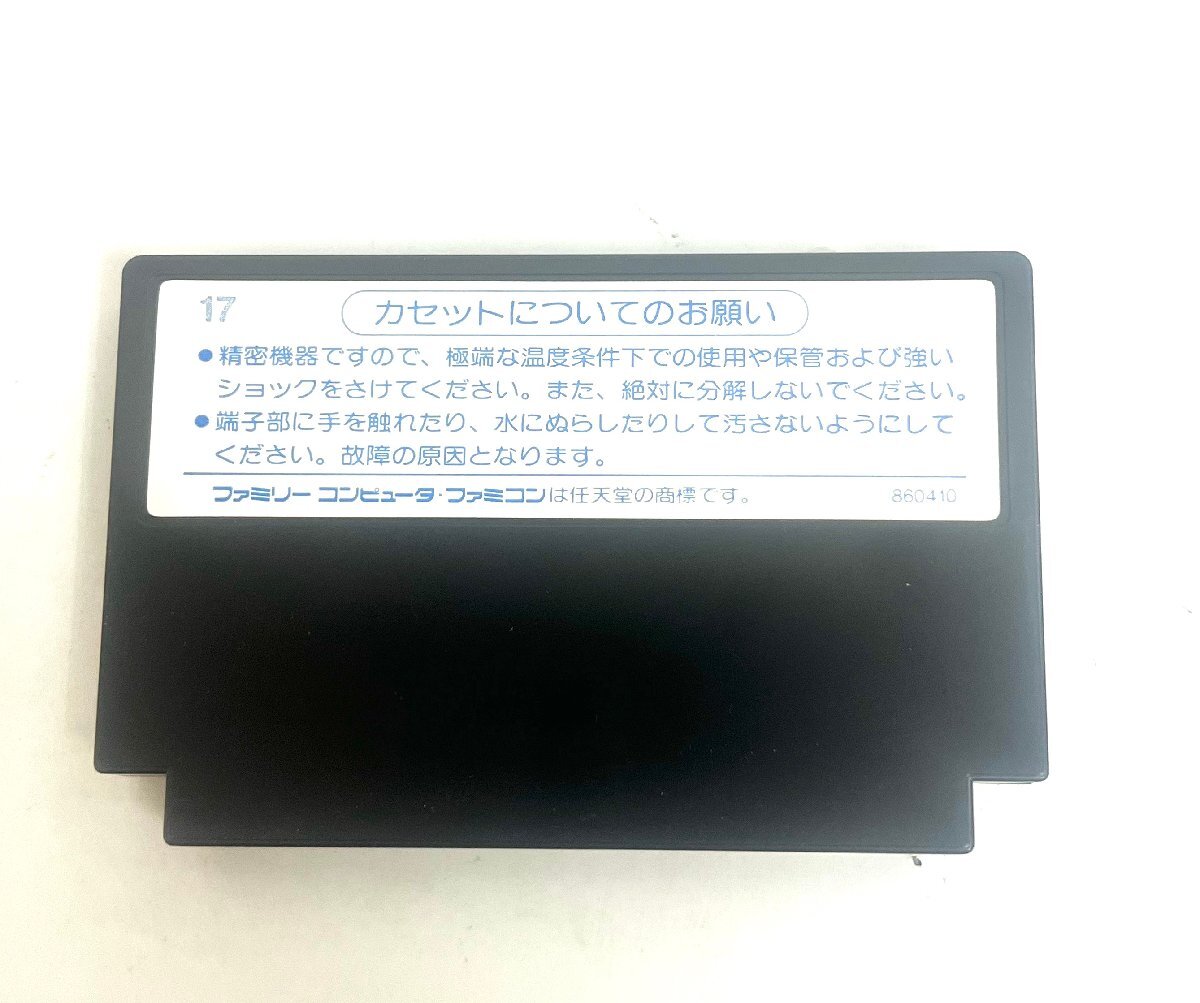 17
カセットについてのお願い
●精密機器ですので、極端な温度条件下での使用や保管および強い
ショックをさけてください。また、絶対に分解しないでください。
●端子部に手を触れたり、水にぬらしたりして汚さないようにして
ください。故障の原因となります。
ファミリー コンピュータ・ファミコンは任天堂の商標です。 860410